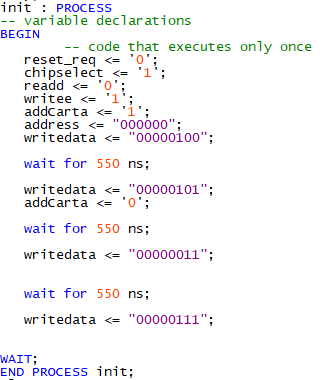 init : PROCESS
-- variable declarations
BEGIN
-- code that executes only once
reset_req <= '0';
chipselect <= '1';
readd <= '0';
writee <= '1';
addCarta <= '1';
address <= "000000";
writedata <= "00000100";
wait for 550 ns;
writedata <= "00000101";
addCarta <= '0';
wait for 550 ns;
writedata <= "00000011";
wait for 550 ns;
writedata <= "00000111";
WAIT;
END PROCESS init;